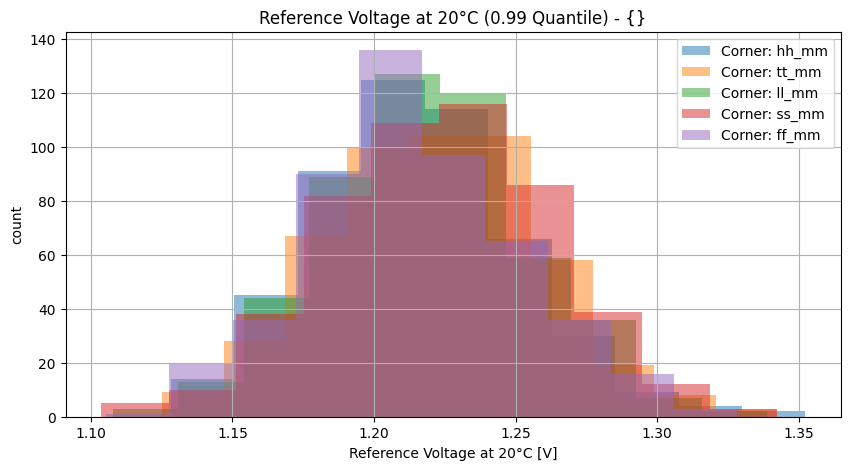 Reference Voltage at 20°C (0.99 Quantile) - {}
140
120
100
80
60
40
20
0
count
Corner: hh_mm
Corner: tt_mm
Corner: ll_mm
Corner: ss_mm
Corner: ff_mm
1.10
1.15
1.20
1.25
1.30
1.35
Reference Voltage at 20°C [V]